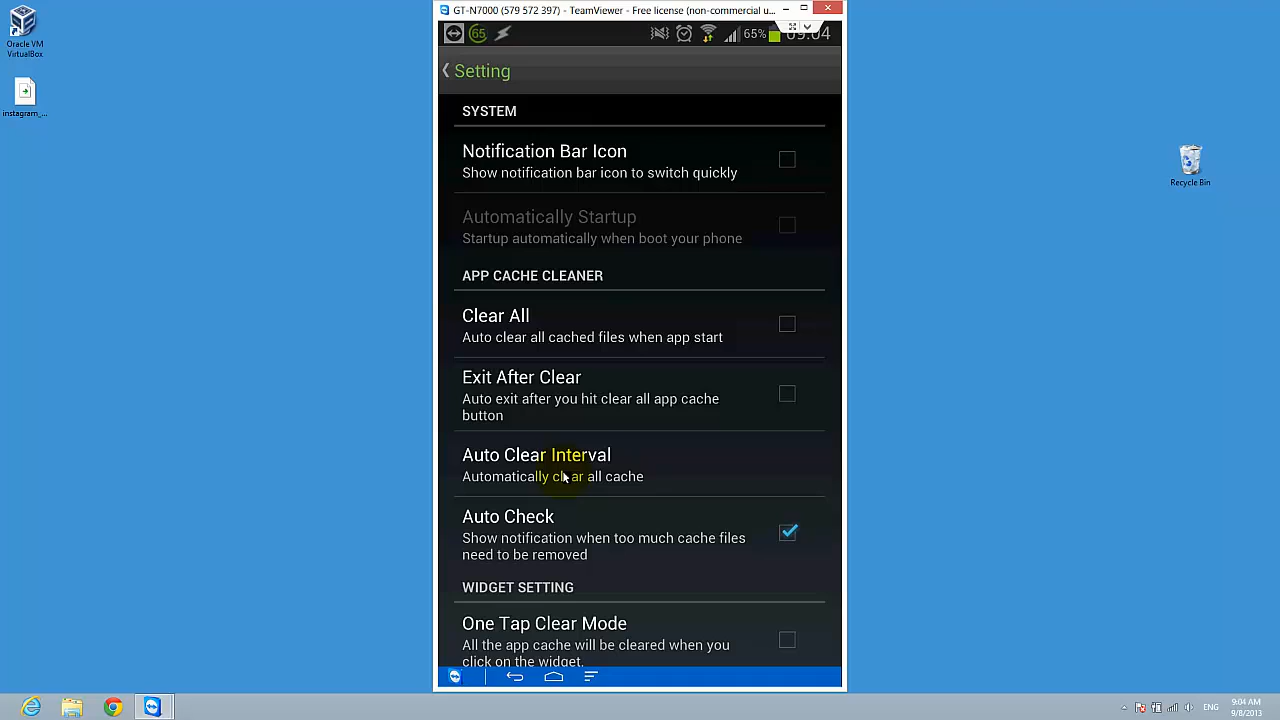 GT-N7000 (579 572 397) - TeamViewer - Free license (non-commercial u...
Oracle VM
VirtualBox
instagram_...
65
65%
09:04
Setting
SYSTEM
Notification Bar Icon
Show notification bar icon to switch quickly
Automatically Startup
Startup automatically when boot your phone
APP CACHE CLEANER
Clear All
Auto clear all cached files when app start
Exit After Clear
Auto exit after you hit clear all app cache
button
Auto Clear Interval
Automatically clear all cache
Auto Check
Show notification when too much cache files
need to be removed
WIDGET SETTING
One Tap Clear Mode
All the app cache will be cleared when you
click on the widget.
Recycle Bin
ENG
9:04 AM
9/8/2013